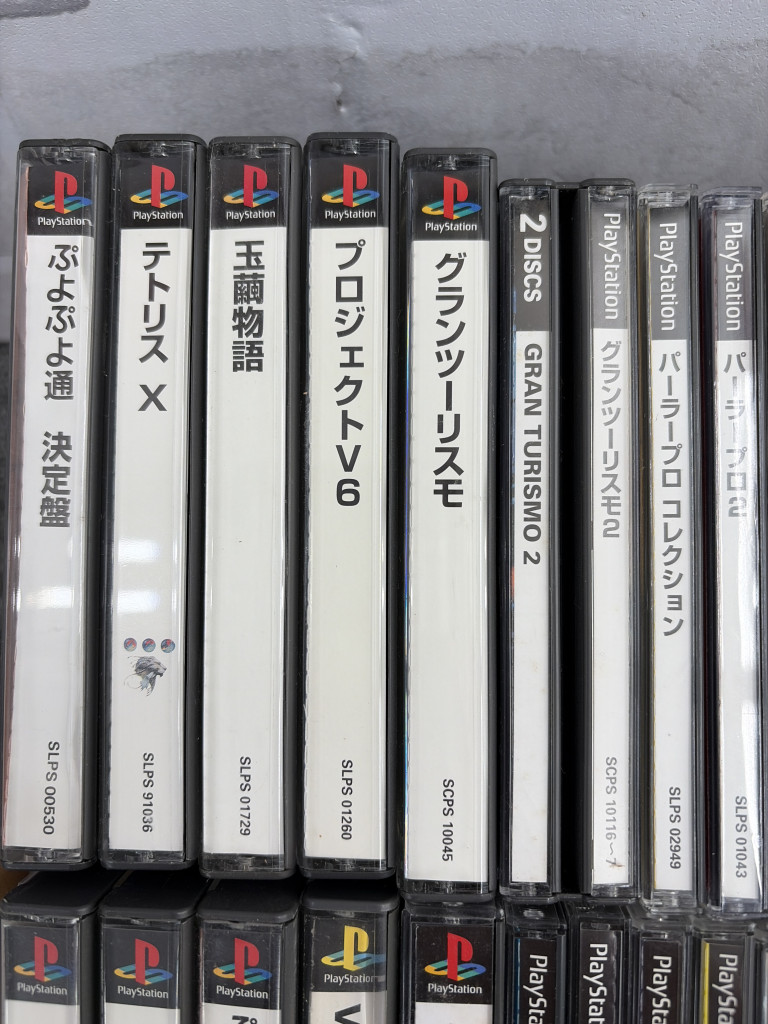 PlayStation
ぷよぷよ通 決定盤
SLPS 00530
PlayStation
テトリス X
SLPS 91036
PlayStation
玉繭物語
SLPS 01729
PlayStation
プロジェクトV6
SLPS 01260
PlayStation
グランツーリスモ
SCPS 10045
2 DISCS
GRAN TURISMO 2
PlayStation
グランツーリスモ2
SCPS 10116〜7
PlayStation
パーラープロ コレクション
SLPS 02949
PlayStation
パーラープロ2
SLPS 01043
PlayStation
PlayStation
PlayStation
PlayStation
PlayStation
PlaySta
PlaySta
PlaySta
PlaySta